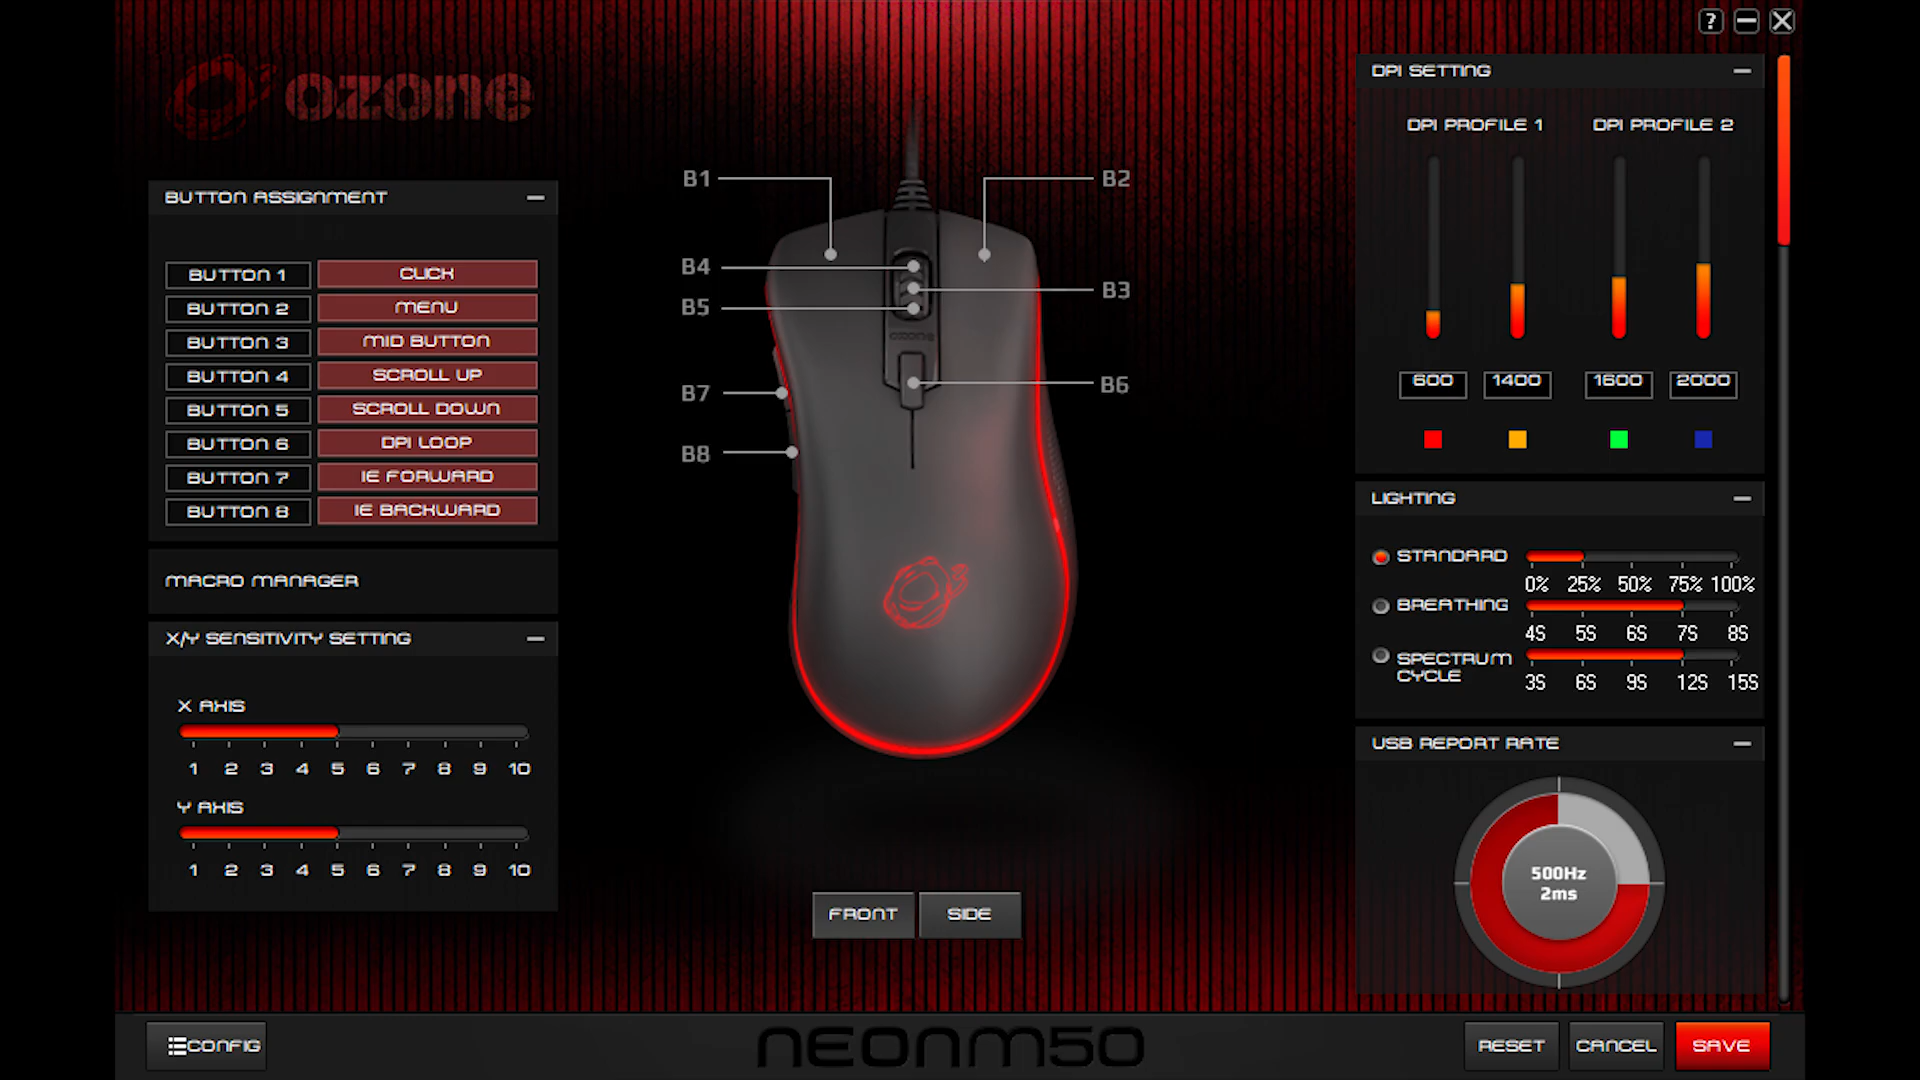 ?
ozone
BUTTON ASSIGNMENT
BUTTON 1 CLICK
BUTTON 2 MENU
BUTTON 3 MID BUTTON
BUTTON 4 SCROLL UP
BUTTON 5 SCROLL DOWN
BUTTON 6 DPI LOOP
BUTTON 7 IE FORWARD
BUTTON 8 IE BACKWARD
MACRO MANAGER
X/Y SENSITIVITY SETTING
X AXIS
1 2 3 4 5 6 7 8 9 10
Y AXIS
1 2 3 4 5 6 7 8 9 10
B1
B2
B4
B3
B5
ozone
B7
B6
B8
FRONT
SIDE
DPI SETTING
DPI PROFILE 1 DPI PROFILE 2
600 1400 1600 2000
LIGHTING
STANDARD
0% 25% 50% 75% 100%
BREATHING
4S 5S 6S 7S 8S
SPECTRUM
CYCLE
3S 6S 9S 12S 15S
USB REPORT RATE
500Hz
2ms
CONFIG
NEONM50
RESET
CANCEL
SAVE